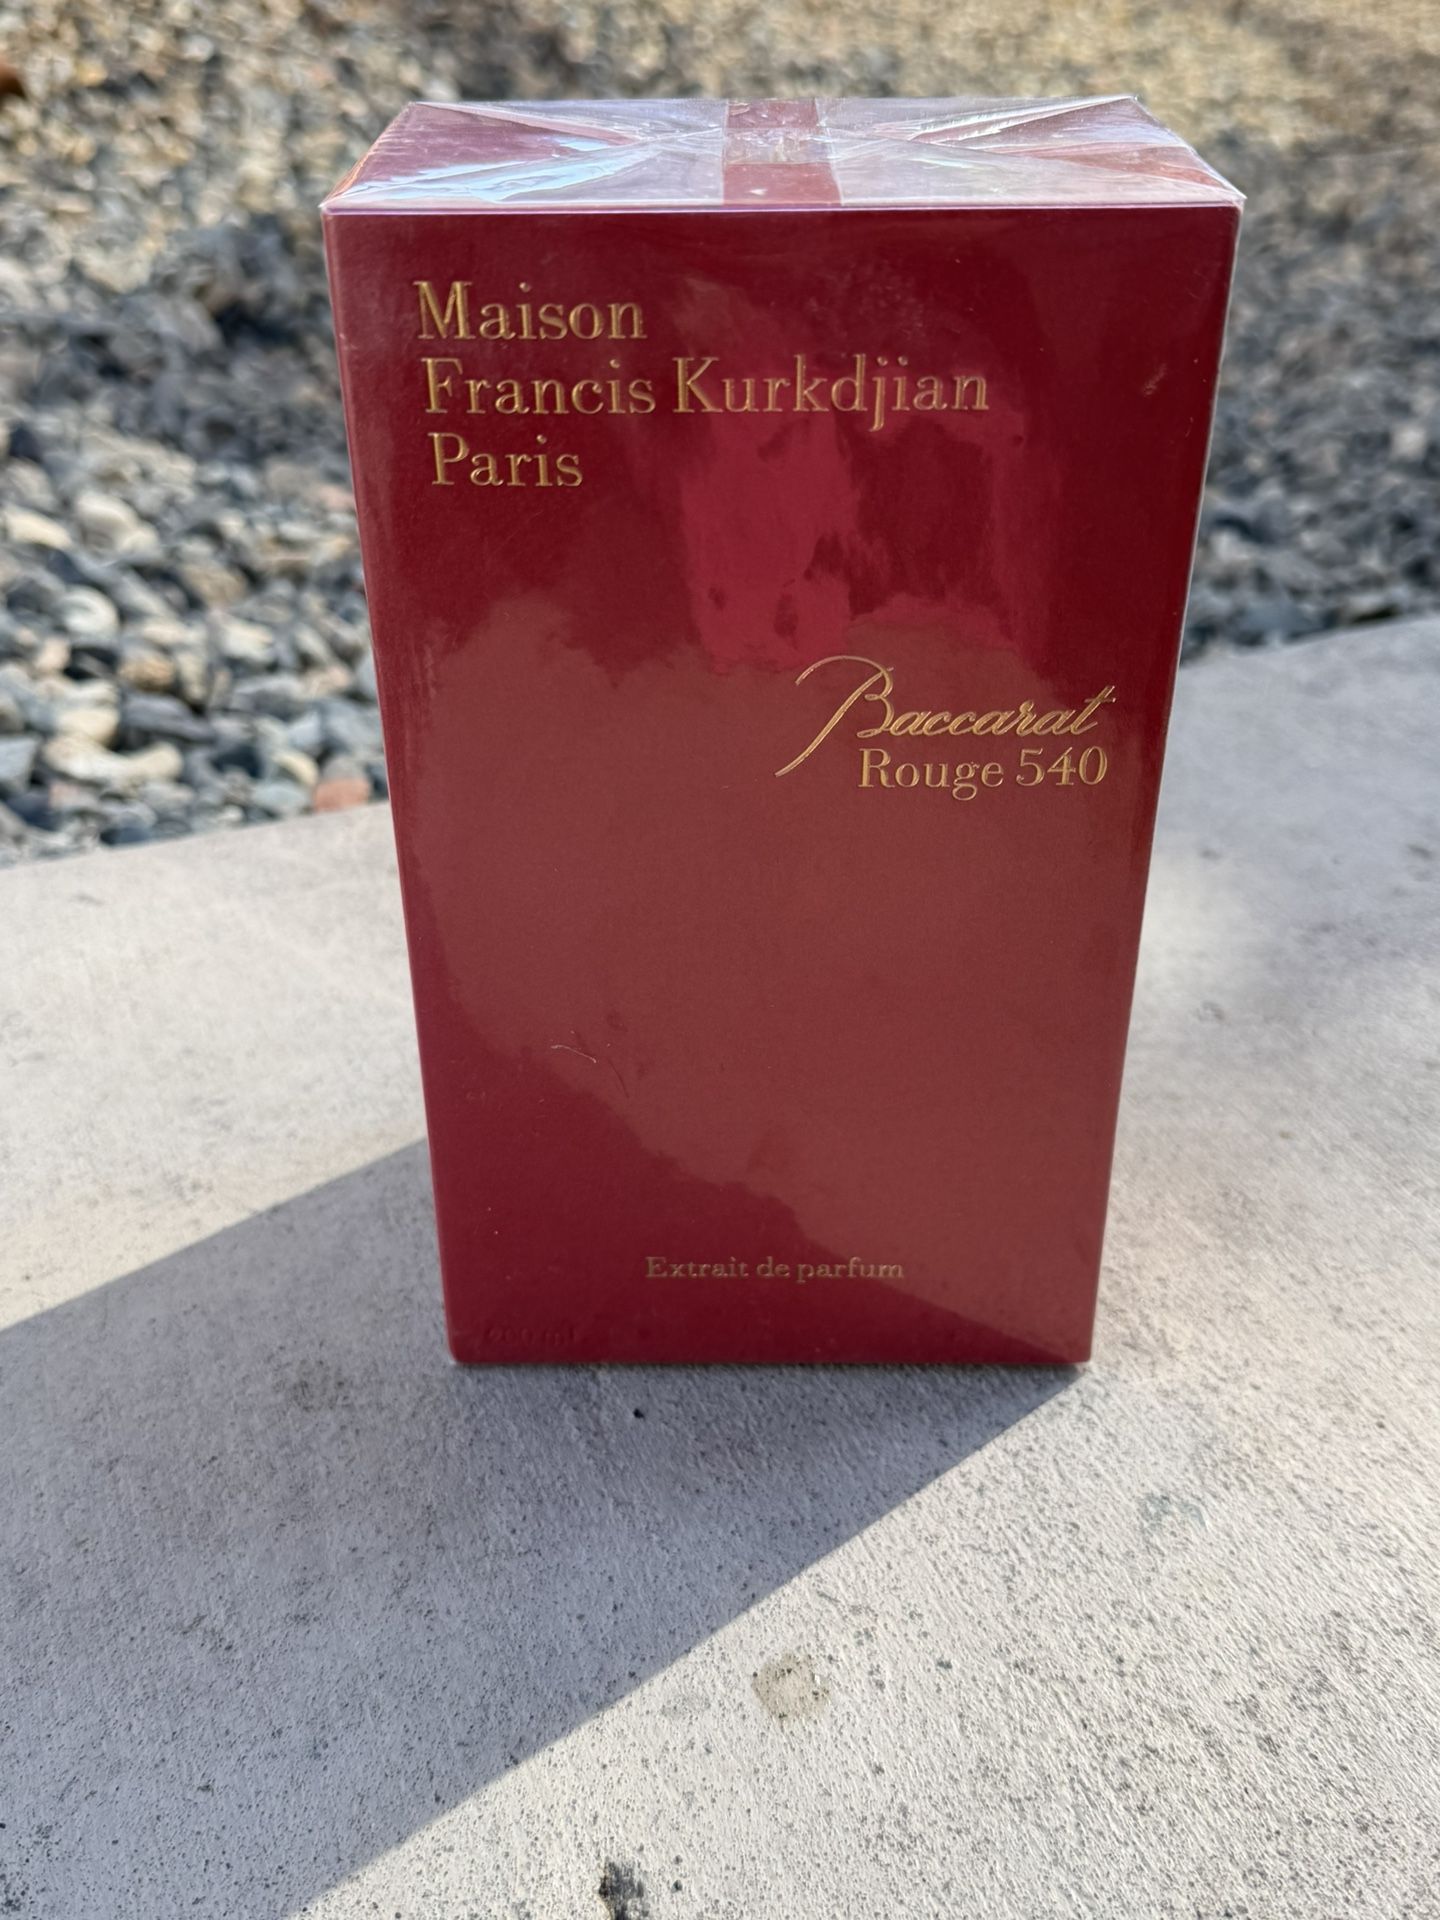 Maison
Francis Kurkdjian
Paris
Baccarat
Rouge 540
Extrait de parfum